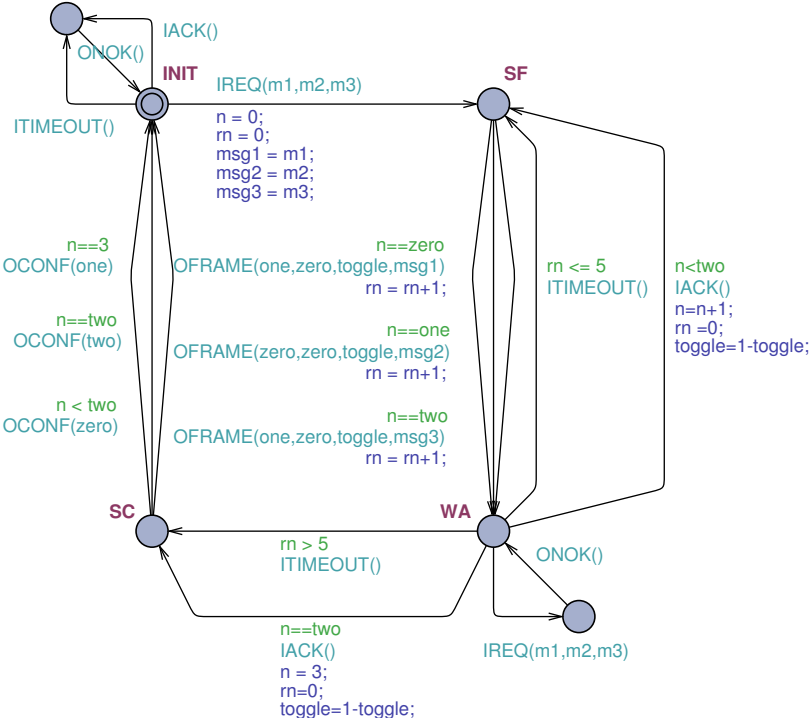 IACK()
ONOK()
INIT
ITIMEOUT()
IREQ(m1,m2,m3)
n = 0;
rn = 0;
msg1 = m1;
msg2 = m2;
msg3 = m3;
SF
n==3
OCONF(one)
n==two
OCONF(two)
n < two
OCONF(zero)
n==zero
OFRAME(one,zero,toggle,msg1)
rn = rn+1;
n==one
OFRAME(zero,zero,toggle,msg2)
rn = rn+1;
n==two
OFRAME(one,zero,toggle,msg3)
rn = rn+1;
rn <= 5
ITIMEOUT()
n<two
IACK()
n=n+1;
rn =0;
toggle=1-toggle;
SC
WA
rn > 5
ITIMEOUT()
ONOK()
IREQ(m1,m2,m3)
n==two
IACK()
n = 3;
rn=0;
toggle=1-toggle;